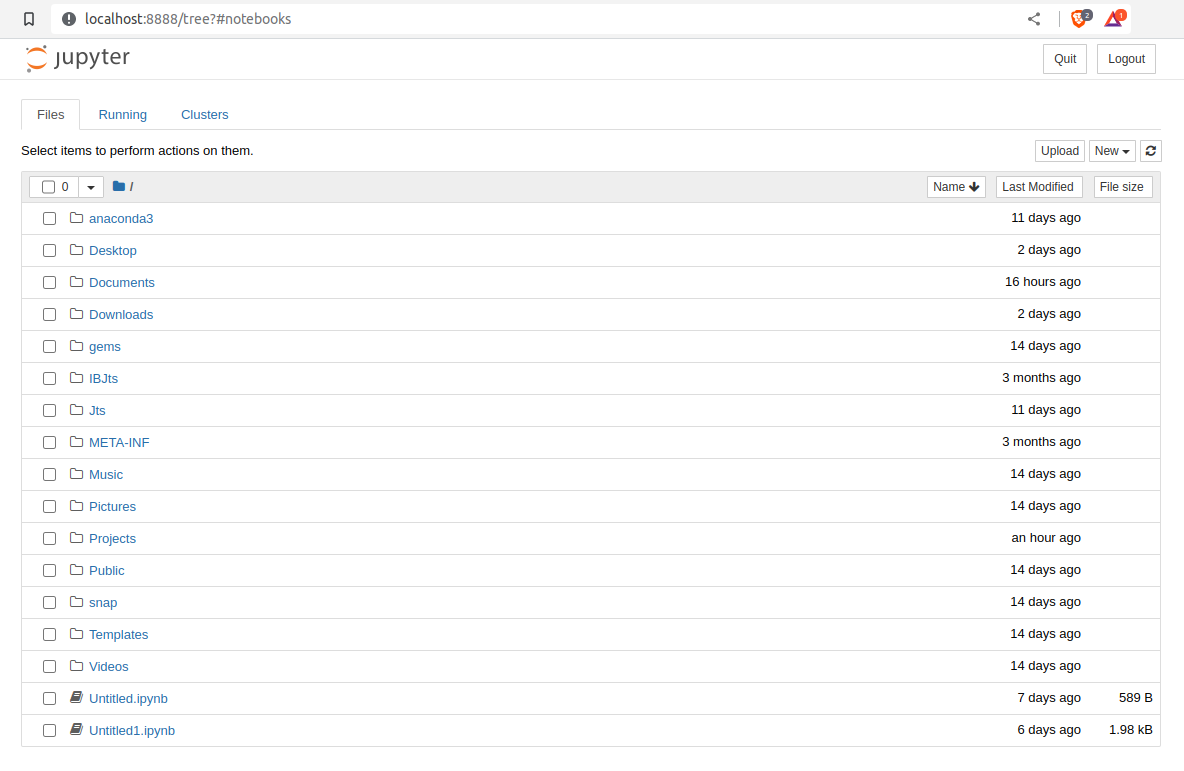 localhost:8888/tree?#notebooks
2
1
jupyter
Quit
Logout
Files
Running
Clusters
Select items to perform actions on them.
Upload
New
0
/
Name
Last Modified
File size
anaconda3
11 days ago
Desktop
2 days ago
Documents
16 hours ago
Downloads
2 days ago
gems
14 days ago
IBJts
3 months ago
Jts
11 days ago
META-INF
3 months ago
Music
14 days ago
Pictures
14 days ago
Projects
an hour ago
Public
14 days ago
snap
14 days ago
Templates
14 days ago
Videos
14 days ago
Untitled.ipynb
7 days ago
589 B
Untitled1.ipynb
6 days ago
1.98 kB